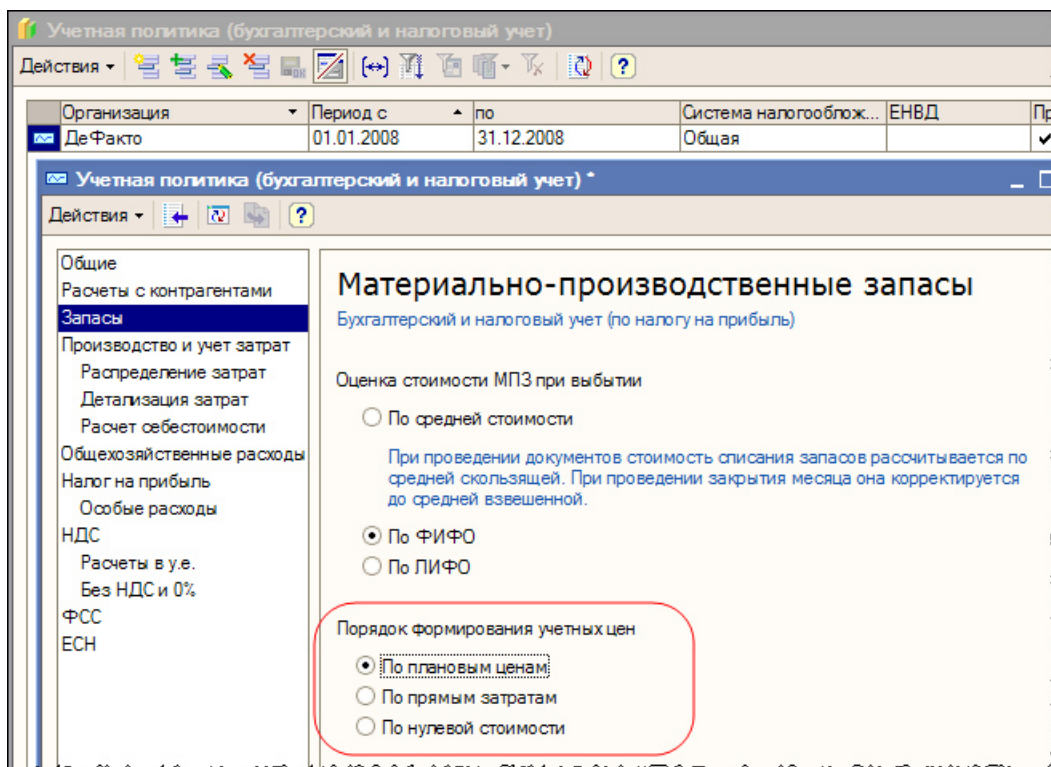 Учетная политика (бухгалтерский и налоговый учет)
Действия
Организация Период с по Система налогооблож... ЕНВД
ДеФакто 01.01.2008 31.12.2008 Общая
Учетная политика (бухгалтерский и налоговый учет) *
Действия
Общие
Расчеты с контрагентами
Запасы
Производство и учет затрат
Распределение затрат
Детализация затрат
Расчет себестоимости
Общехозяйственные расходы
Налог на прибыль
Особые расходы
НДС
Расчеты в у.е.
Без НДС и 0%
ФСС
ЕСН
Материально-производственные запасы
Бухгалтерский и налоговый учет (по налогу на прибыль)
Оценка стоимости МПЗ при выбытии
По средней стоимости
При проведении документов стоимость списания запасов рассчитывается по
средней скользящей. При проведении закрытия месяца она корректируется
до средней взвешенной.
По ФИФО
По ЛИФО
Порядок формирования учетных цен
По плановым ценам
По прямым затратам
По нулевой стоимости